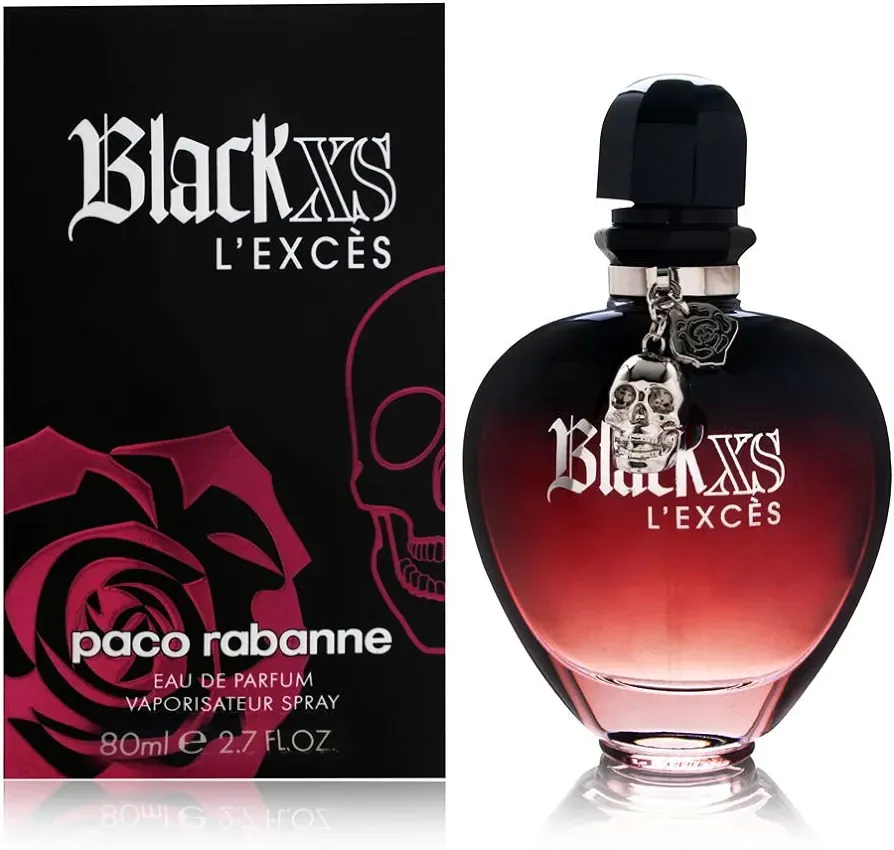 Black XS
L'EXCÈS
paco rabanne
EAU DE PARFUM
VAPORISATEUR SPRAY
80ml e 2.7 FL.OZ.
Black XS
L'EXCÈS